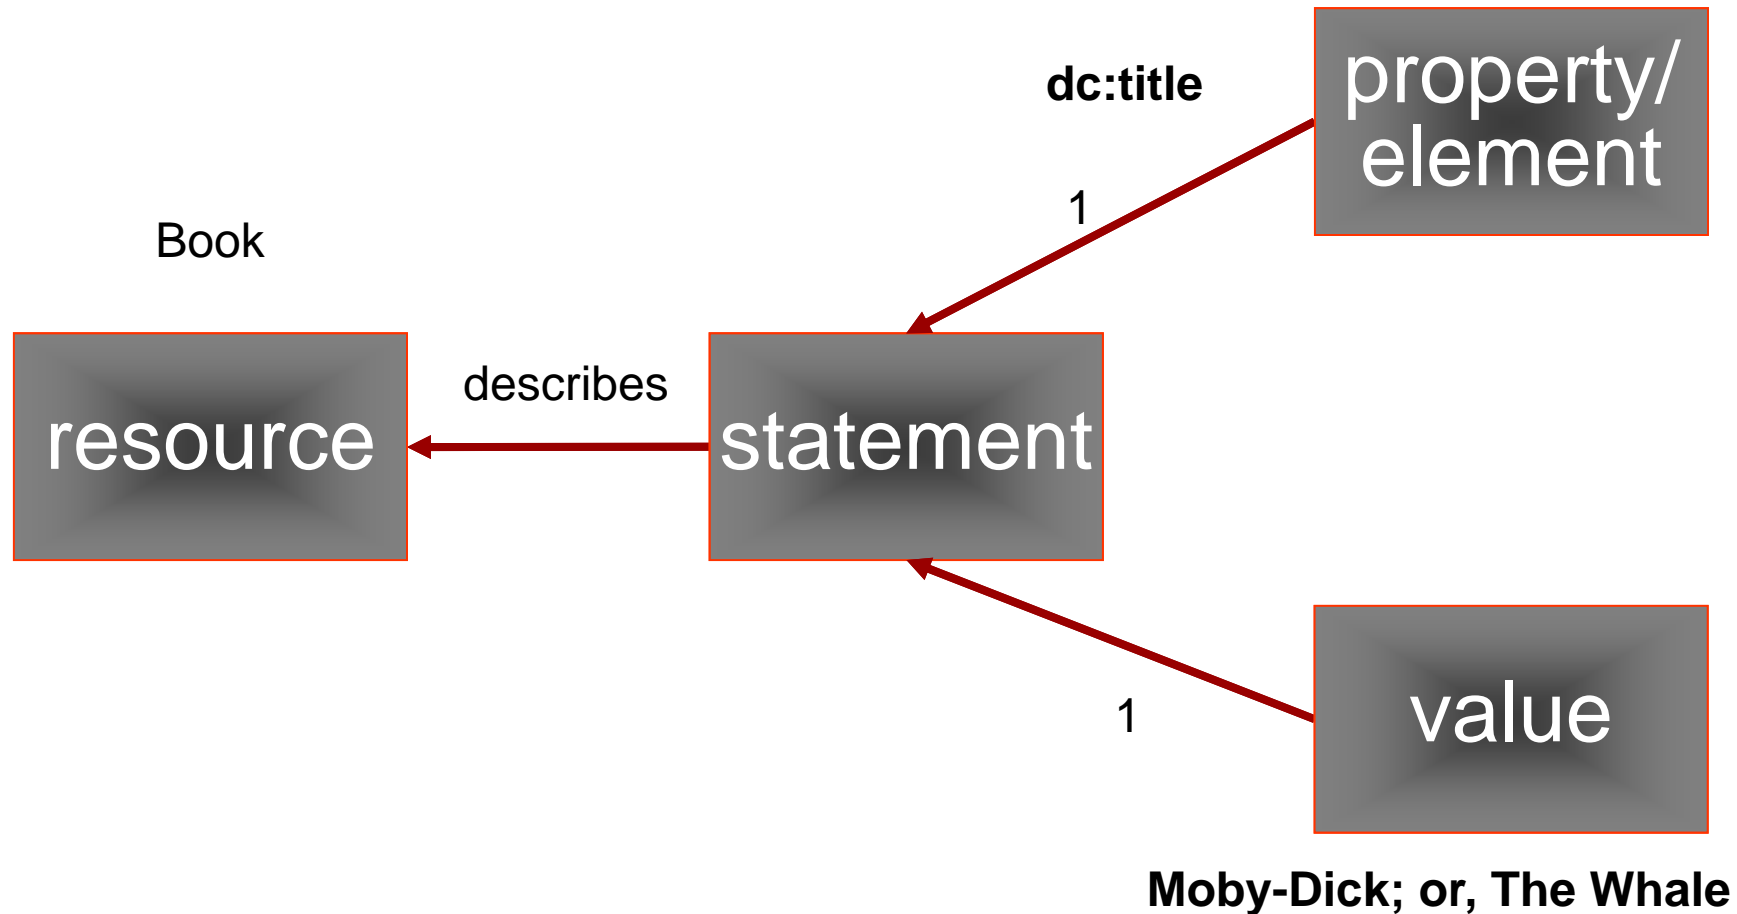 property/
element
dc:title
1
Book
describes
resource
statement
1
value
Moby-Dick; or, The Whale